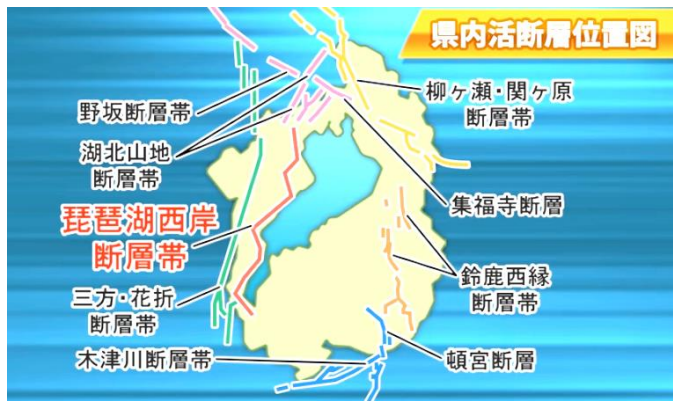 県内活断層位置図
野坂断層帯
湖北山地
断層帯
琵琶湖西岸
断層帯
三方・花折
断層帯
木津川断層帯
柳ヶ瀬・関ヶ原
断層帯
集福寺断層
鈴鹿西縁
断層帯
頓宮断層